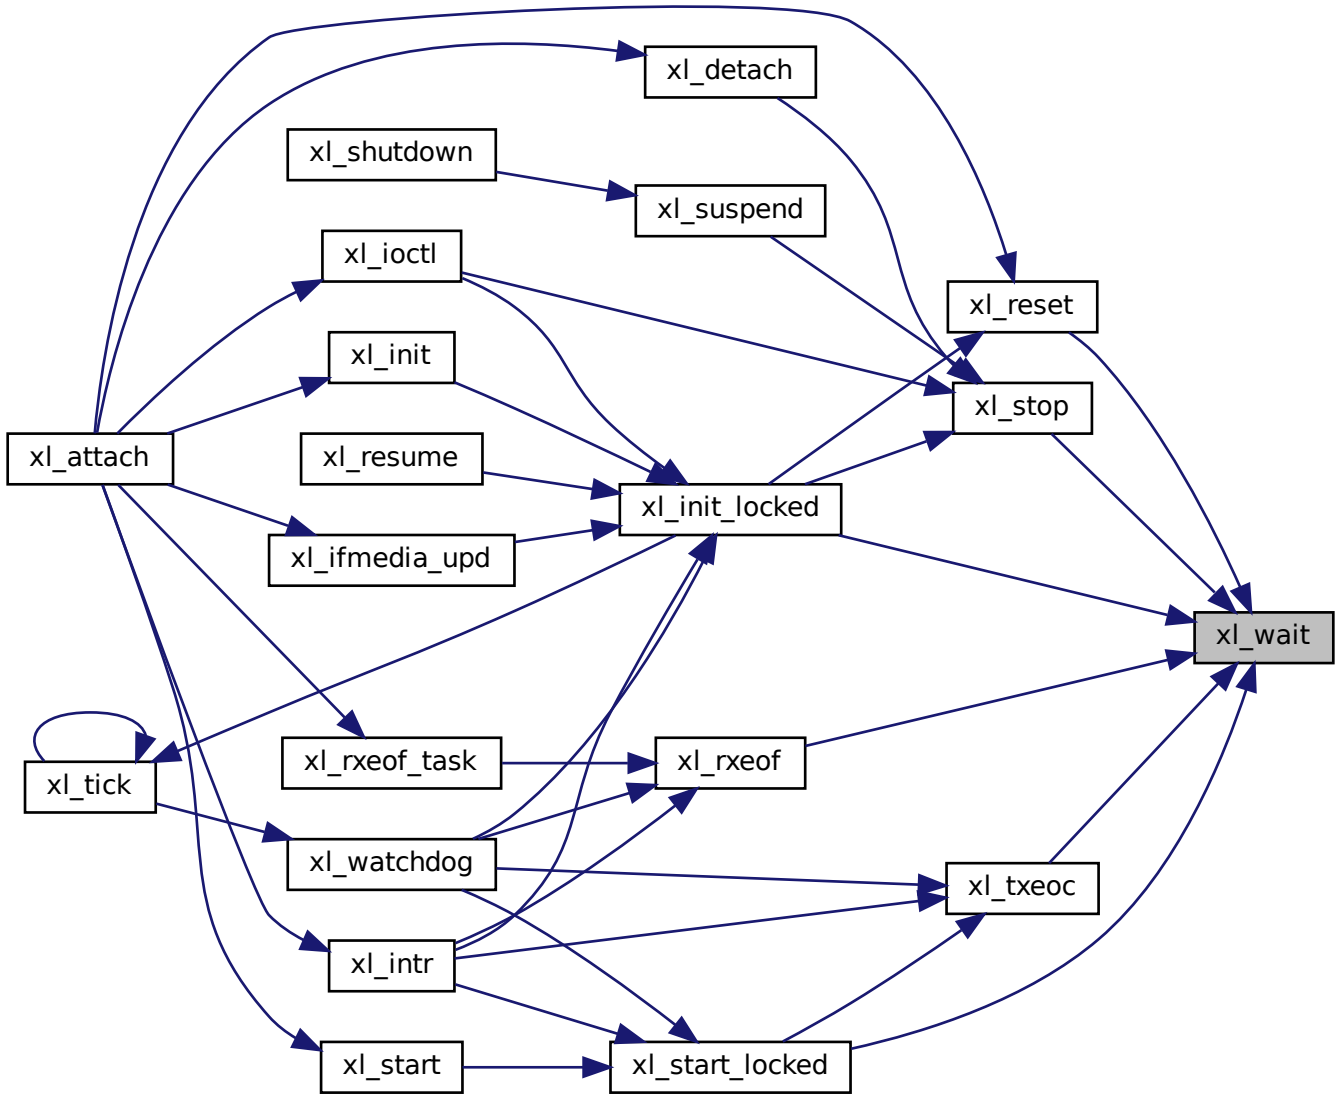 xl_detach
xl_shutdown
xl_suspend
xl_ioctl
xl_reset
xl_init
xl_stop
xl_attach
xl_resume
xl_init_locked
xl_ifmedia_upd
xl_wait
xl_rxeof_task
xl_rxeof
xl_tick
xl_watchdog
xl_txeoc
xl_intr
xl_start
xl_start_locked